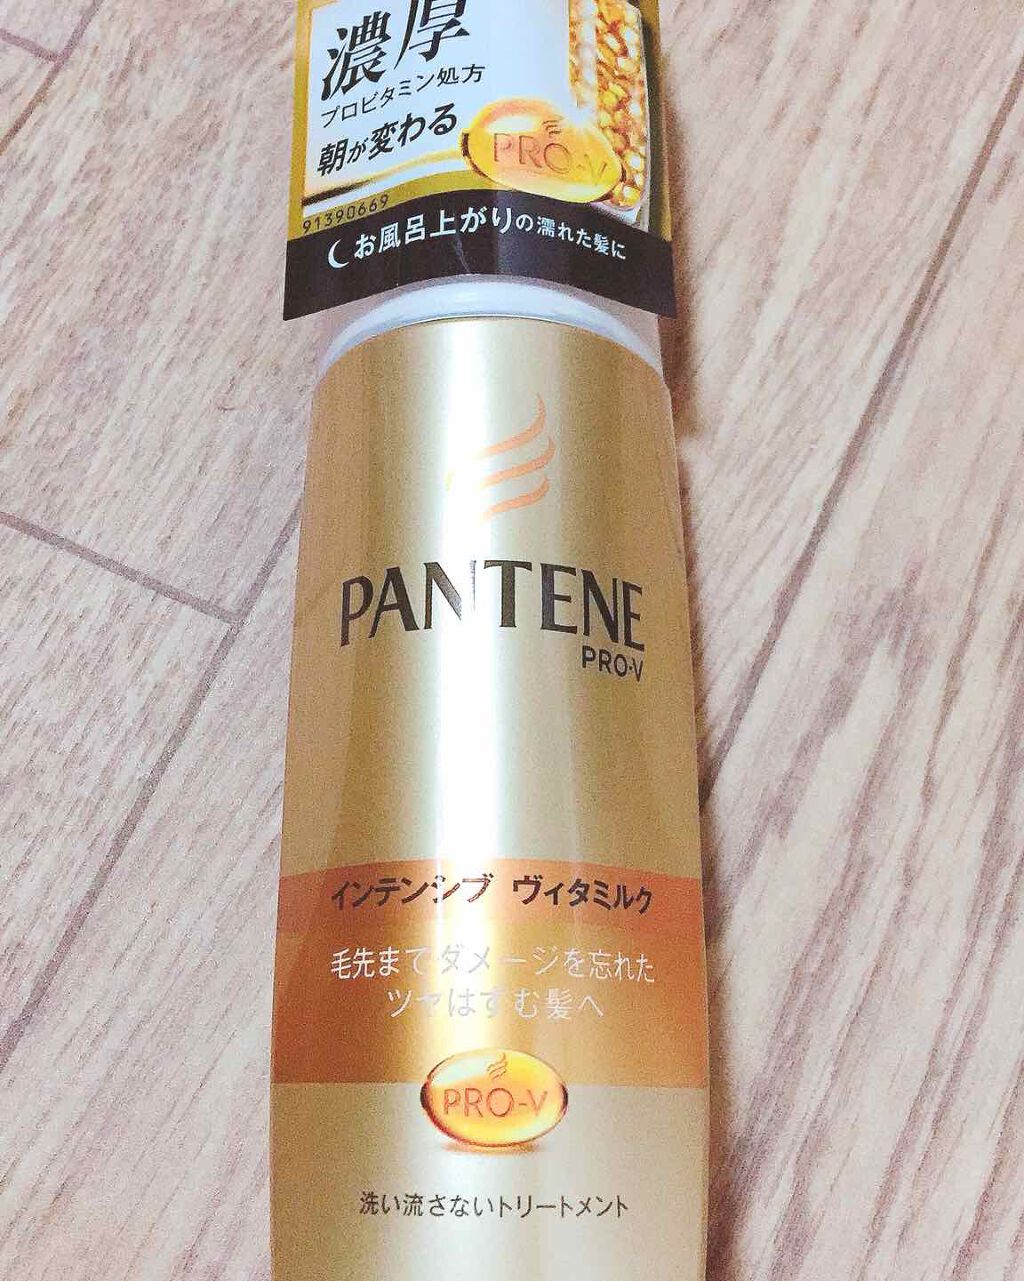 濃厚
プロビタミン処方
朝が変わる
PRO-V
91390669
お風呂上がりの濡れた髪に
PANTENE
PRO-V
インテンシブ ヴィタミルク
毛先までダメージを忘れた
ツヤはずむ髪へ
PRO-V
洗い流さないトリートメント